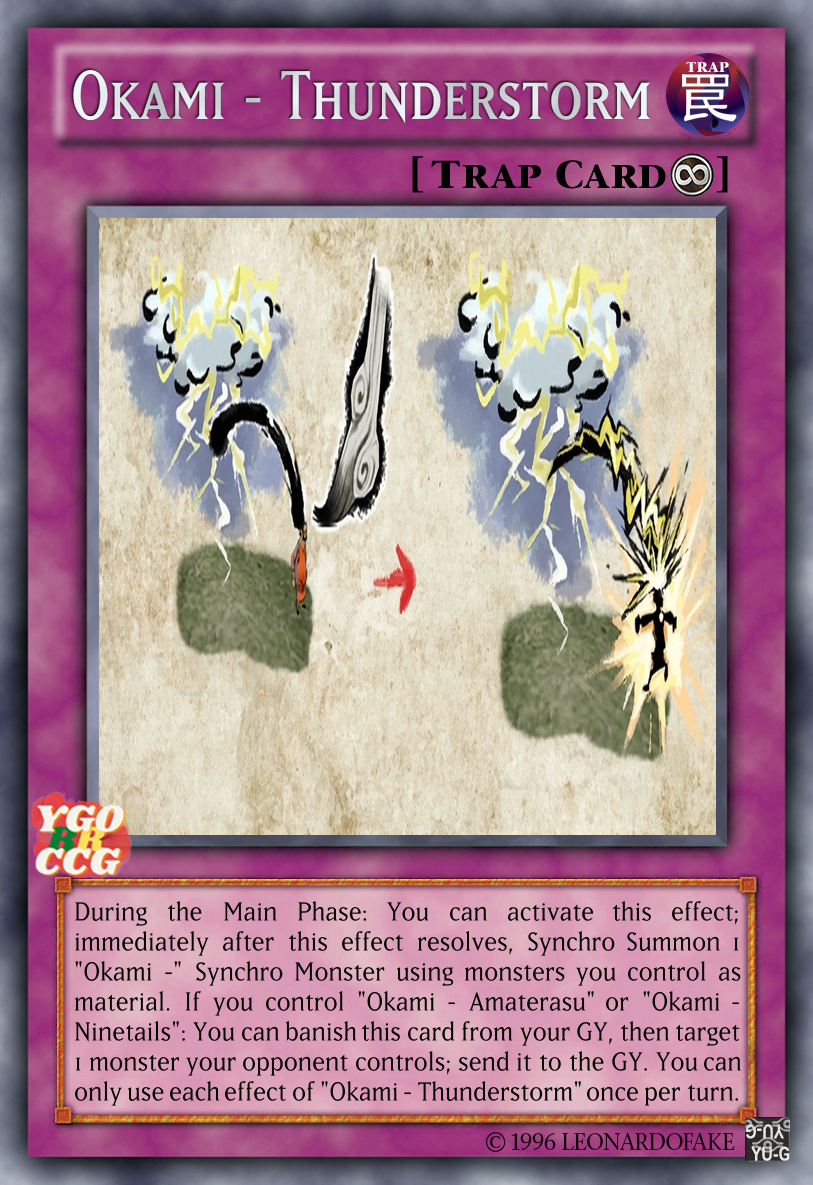 OKAMI - THUNDERSTORM
TRAP
罠
[TRAP CARD]
YGO
RR
CCG
During the Main Phase: You can activate this effect;
immediately after this effect resolves, Synchro Summon 1
"Okami -" Synchro Monster using monsters you control as
material. If you control "Okami - Amaterasu" or "Okami -
Ninetails": You can banish this card from your GY, then target
1 monster your opponent controls; send it to the GY. You can
only use each effect of "Okami - Thunderstorm" once per turn.
© 1996 LEONARDOFAKE
YU-G
YU-G